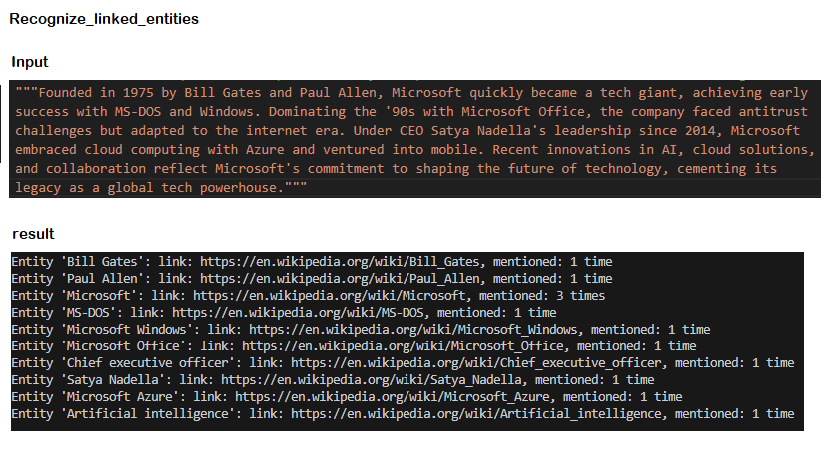 Recognize_linked_entities
Input
"""Founded in 1975 by Bill Gates and Paul Allen, Microsoft quickly became a tech giant, achieving early
success with MS-DOS and Windows. Dominating the '90s with Microsoft Office, the company faced antitrust
challenges but adapted to the internet era. Under CEO Satya Nadella's leadership since 2014, Microsoft
embraced cloud computing with Azure and ventured into mobile. Recent innovations in AI, cloud solutions,
and collaboration reflect Microsoft's commitment to shaping the future of technology, cementing its
legacy as a global tech powerhouse."""
result
Entity 'Bill Gates': link: https://en.wikipedia.org/wiki/Bill_Gates, mentioned: 1 time
Entity 'Paul Allen': link: https://en.wikipedia.org/wiki/Paul_Allen, mentioned: 1 time
Entity 'Microsoft': link: https://en.wikipedia.org/wiki/Microsoft, mentioned: 3 times
Entity 'MS-DOS': link: https://en.wikipedia.org/wiki/MS-DOS, mentioned: 1 time
Entity 'Microsoft Windows': link: https://en.wikipedia.org/wiki/Microsoft_Windows, mentioned: 1 time
Entity 'Microsoft Office': link: https://en.wikipedia.org/wiki/Microsoft_Office, mentioned: 1 time
Entity 'Chief executive officer': link: https://en.wikipedia.org/wiki/Chief_executive_officer, mentioned: 1 time
Entity 'Satya Nadella': link: https://en.wikipedia.org/wiki/Satya_Nadella, mentioned: 1 time
Entity 'Microsoft Azure': link: https://en.wikipedia.org/wiki/Microsoft_Azure, mentioned: 1 time
Entity 'Artificial intelligence': link: https://en.wikipedia.org/wiki/Artificial_intelligence, mentioned: 1 time